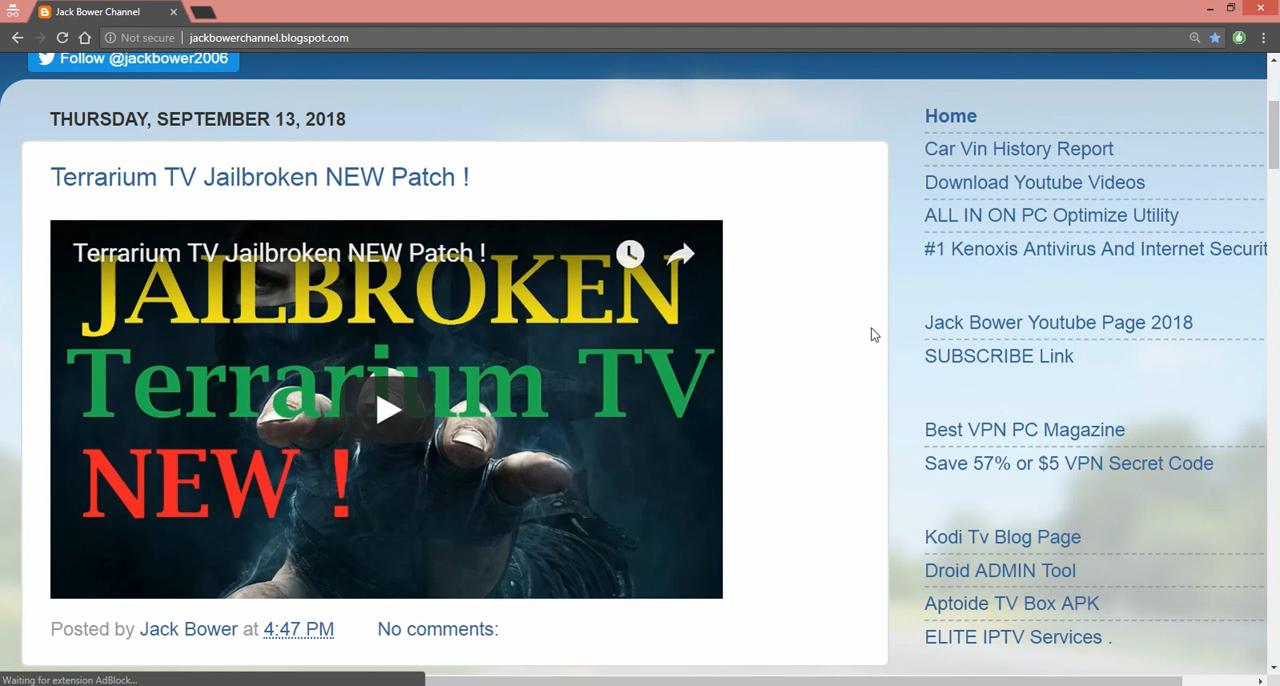 Jack Bower Channel
Not secure
jackbowerchannel.blogspot.com
Follow @jackbower2006
THURSDAY, SEPTEMBER 13, 2018
Terrarium TV Jailbroken NEW Patch !
Terrarium TV Jailbroken NEW Patch !
JAILBROKEN
Terrarium TV
NEW !
Posted by Jack Bower at 4:47 PM
No comments:
Home
Car Vin History Report
Download Youtube Videos
ALL IN ON PC Optimize Utility
#1 Kenoxis Antivirus And Internet Securit
Jack Bower Youtube Page 2018
SUBSCRIBE Link
Best VPN PC Magazine
Save 57% or $5 VPN Secret Code
Kodi Tv Blog Page
Droid ADMIN Tool
Aptoide TV Box APK
ELITE IPTV Services .
Waiting for extension AdBlock...